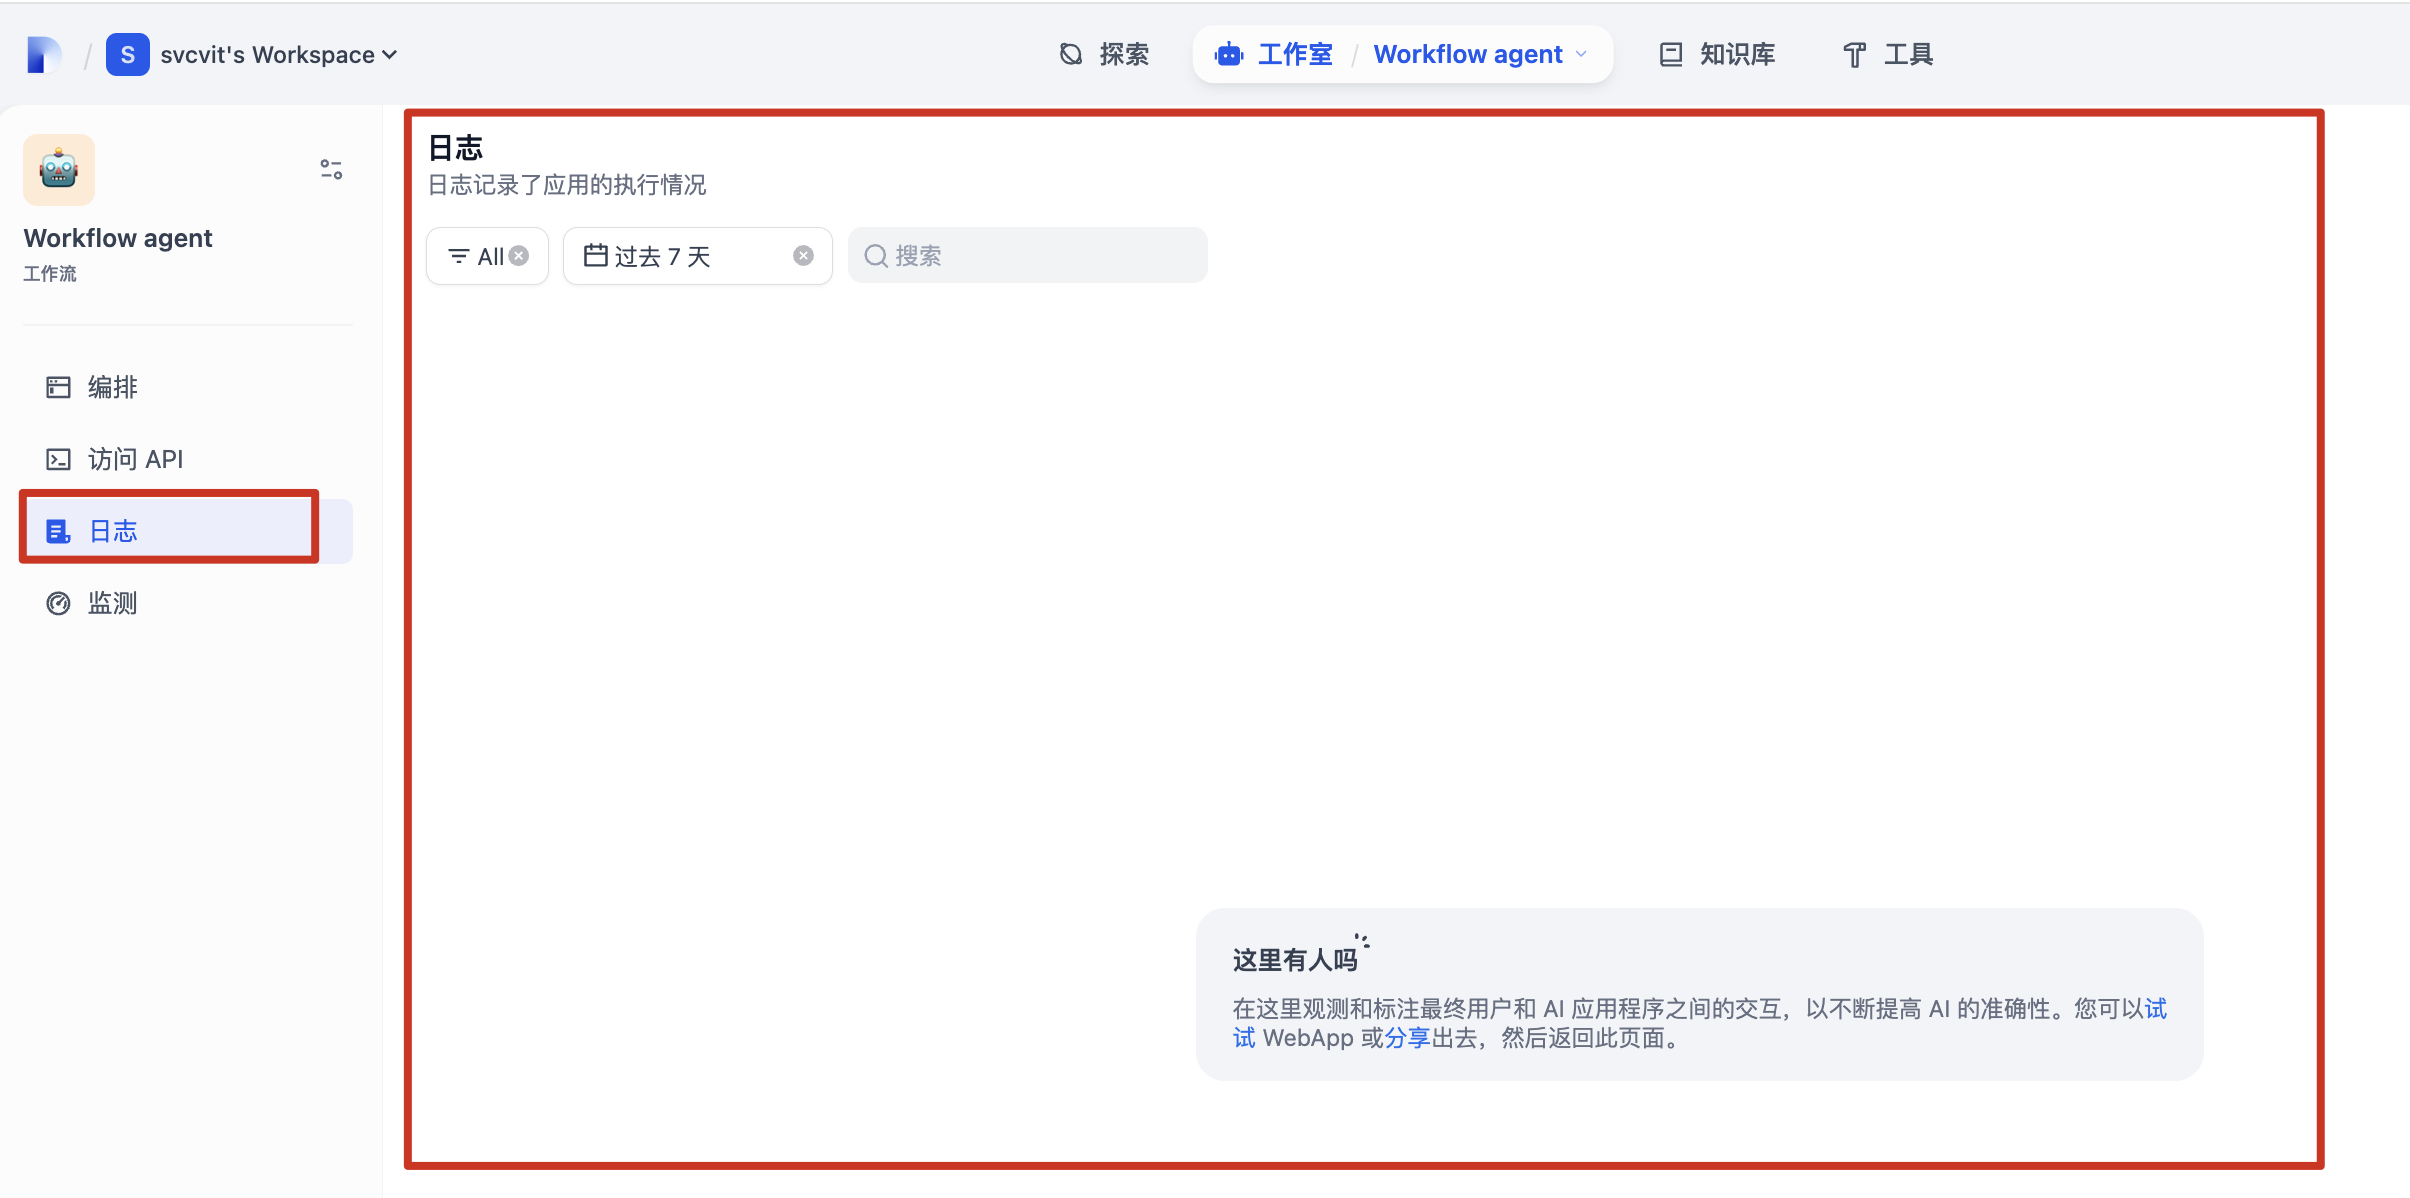 S svcvit's Workspace
探索
工作室 / Workflow agent
知识库
工具
Workflow agent
工作流
编排
访问 API
日志
监测
日志
日志记录了应用的执行情况
All
过去 7 天
搜索
这里有人吗
在这里观测和标注最终用户和 AI 应用程序之间的交互，以不断提高 AI 的准确性。您可以试
试 WebApp 或分享出去，然后返回此页面。